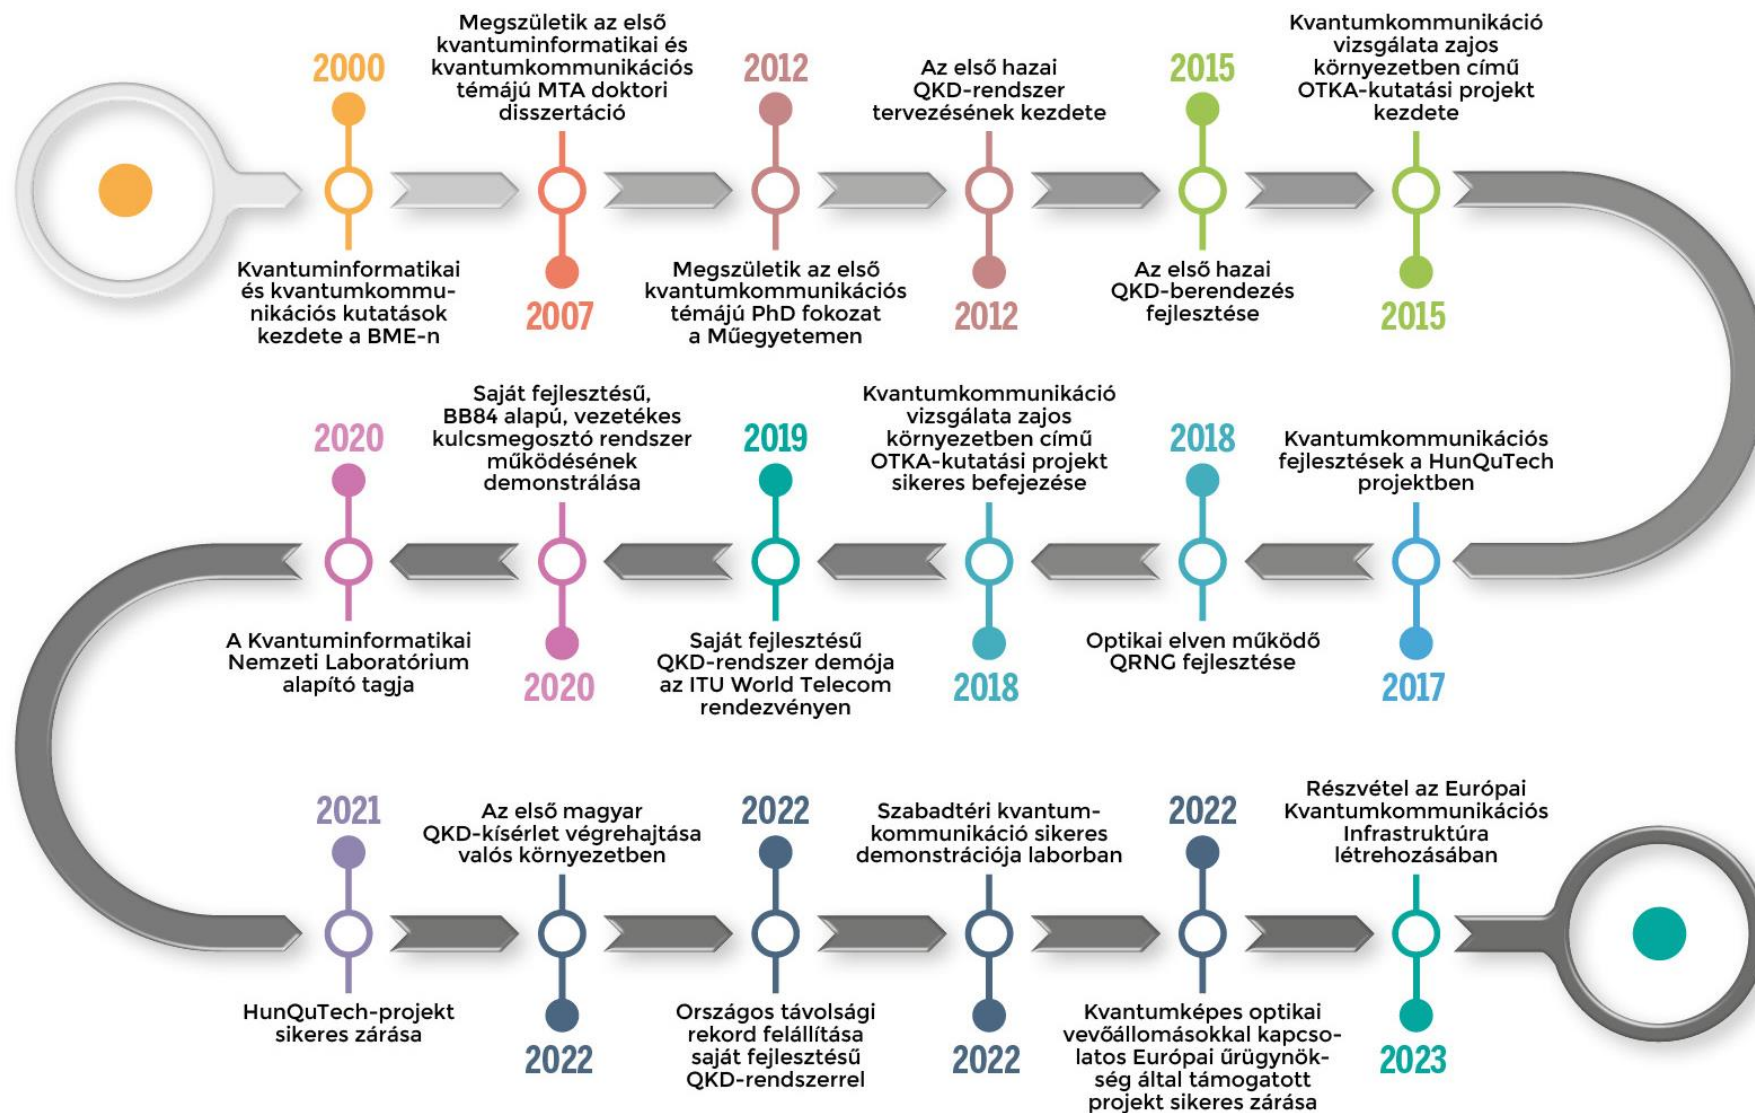 2000
Kvantuminformatikai
és kvantumkommu-
nikációs kutatások
kezdete a BME-n
Megszületik az első
kvantuminformatikai és
kvantumkommunikációs
témájú MTA doktori
disszertáció
2007
2012
Megszületik az első
kvantumkommunikációs
témájú PhD fokozat
a Műegyetemen
Az első hazai
QKD-rendszer
tervezésének kezdete
2012
2015
Az első hazai
QKD-berendezés
fejlesztése
Kvantumkommunikáció
vizsgálata zajos
környezetben című
OTKA-kutatási projekt
kezdete
2015
Kvantumkommunikációs
fejlesztések a HunQuTech
projektben
2017
2018
Optikai elven működő
QRNG fejlesztése
Kvantumkommunikáció
vizsgálata zajos
környezetben című
OTKA-kutatási projekt
sikeres befejezése
2018
2019
Saját fejlesztésű
QKD-rendszer demója
az ITU World Telecom
rendezvényen
Saját fejlesztésű,
BB84 alapú, vezetékes
kulcsmegosztó rendszer
működésének
demonstrálása
2020
2020
A Kvantuminformatikai
Nemzeti Laboratórium
alapító tagja
2021
HunQuTech-projekt
sikeres zárása
Az első magyar
QKD-kísérlet végrehajtása
valós környezetben
2022
2022
Országos távolsági
rekord felállítása
saját fejlesztésű
QKD-rendszerrel
Szabadtéri kvantum-
kommunikáció sikeres
demonstrációja laborban
2022
2022
Kvantumképes optikai
vevőállomásokkal kapcso-
latos Európai űrügynök-
ség által támogatott
projekt sikeres zárása
Részvétel az Európai
Kvantumkommunikációs
Infrastruktúra
létrehozásában
2023